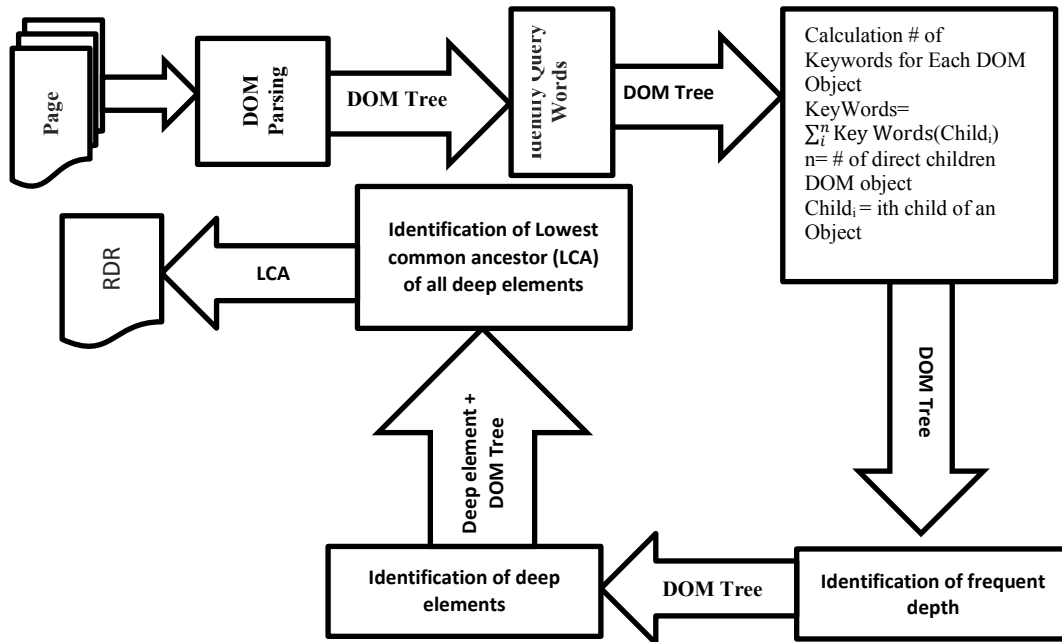 Page
DOM
Parsing
DOM Tree
Query
Words
DOM Tree
Calculation # of
Keywords for Each DOM
Object
KeyWords=
∑ᵢⁿ Key Words(Childᵢ)
n= # of direct children
DOM object
Childᵢ = ith child of an
Object
DOM Tree
Identification of frequent
depth
DOM Tree
Identification of deep
elements
Deep element +
DOM Tree
Identification of Lowest
common ancestor (LCA)
of all deep elements
LCA
RDR